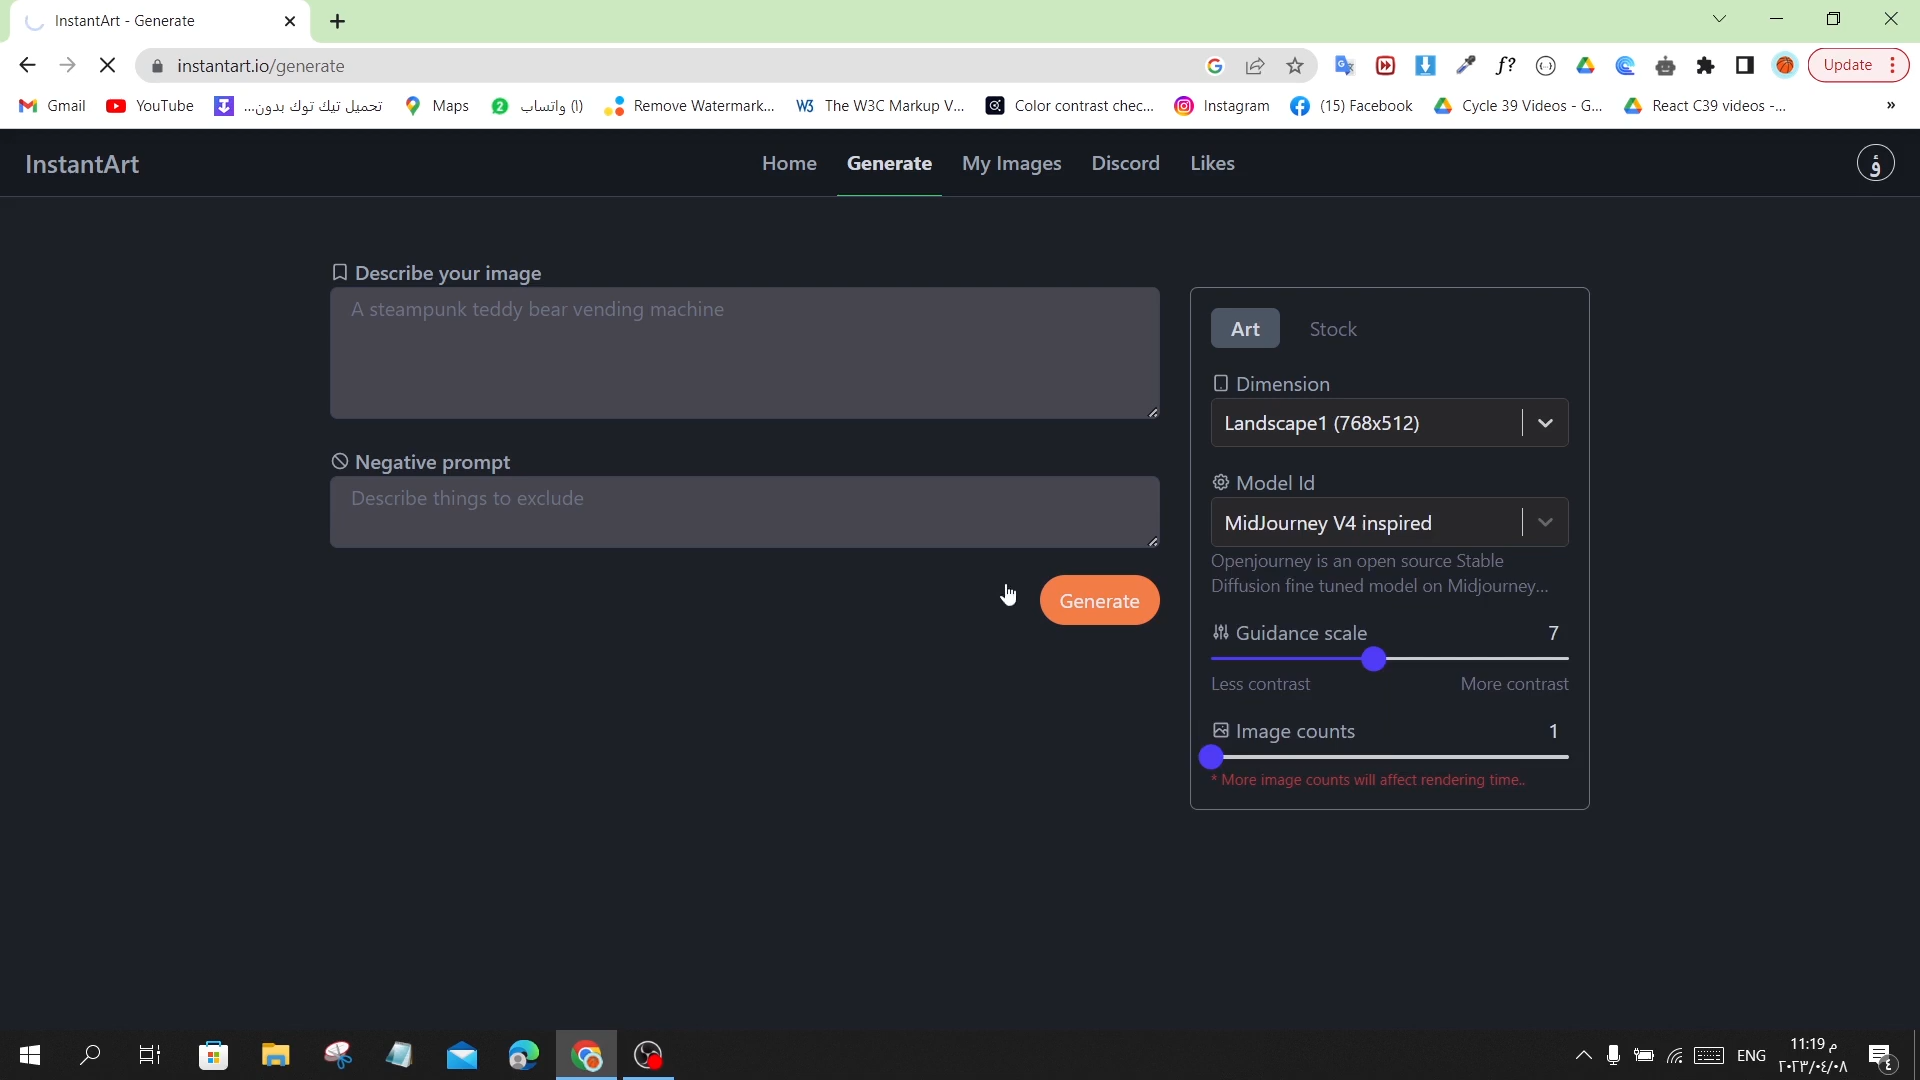 InstantArt - Generate
instantart.io/generate
Update
Gmail
YouTube
تحميل تيك توك بدون...
Maps
(1) واتساب
Remove Watermark...
The W3C Markup V...
Color contrast chec...
Instagram
(15) Facebook
Cycle 39 Videos - G...
React C39 videos -...
»
InstantArt
Home
Generate
My Images
Discord
Likes
ؤ
Describe your image
A steampunk teddy bear vending machine
Negative prompt
Describe things to exclude
Generate
Art
Stock
Dimension
Landscape1 (768x512)
Model Id
MidJourney V4 inspired
Openjourney is an open source Stable
Diffusion fine tuned model on Midjourney...
Guidance scale
7
Less contrast
More contrast
Image counts
1
* More image counts will affect rendering time..
ENG
11:19 م
٢٠٢٣/٠٤/٠٨
٤